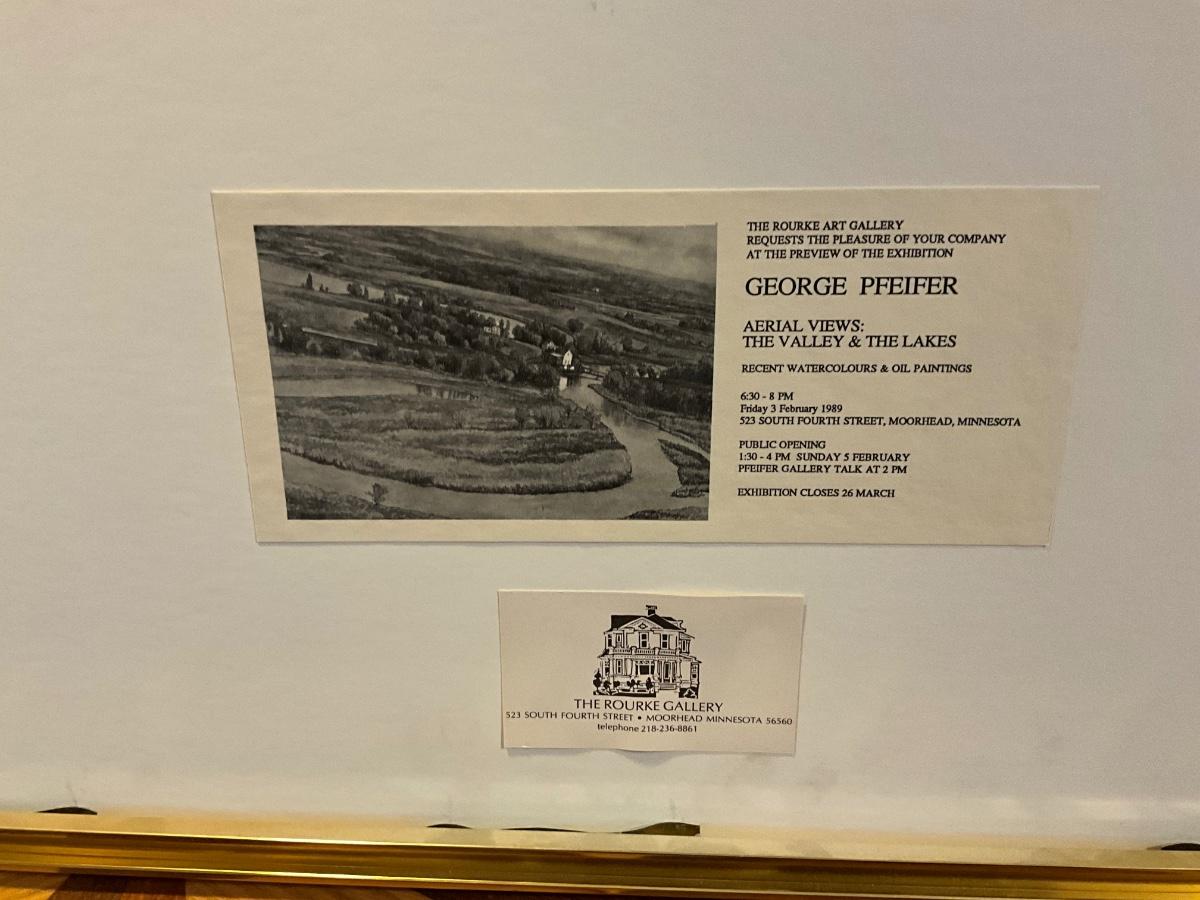 THE ROURKE ART GALLERY
REQUESTS THE PLEASURE OF YOUR COMPANY
AT THE PREVIEW OF THE EXHIBITION
GEORGE PFEIFER
AERIAL VIEWS:
THE VALLEY & THE LAKES
RECENT WATERCOLOURS & OIL PAINTINGS
6:30 - 8 PM
Friday 3 February 1989
523 SOUTH FOURTH STREET, MOORHEAD, MINNESOTA
PUBLIC OPENING
1:30 - 4 PM SUNDAY 5 FEBRUARY
PFEIFER GALLERY TALK AT 2 PM
EXHIBITION CLOSES 26 MARCH
THE ROURKE GALLERY
523 SOUTH FOURTH STREET • MOORHEAD MINNESOTA 56560
telephone 218-236-8861